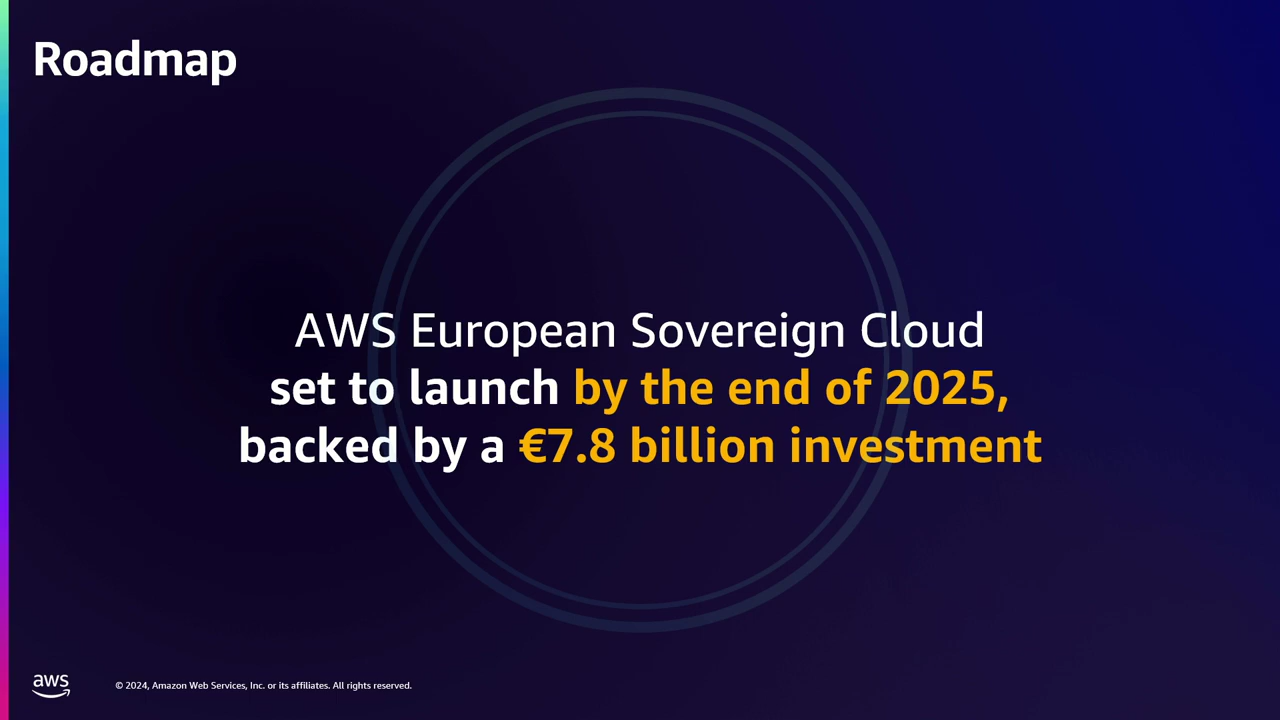 Roadmap
AWS European Sovereign Cloud
set to launch by the end of 2025,
backed by a €7.8 billion investment
aws
© 2024, Amazon Web Services, Inc. or its affiliates. All rights reserved.